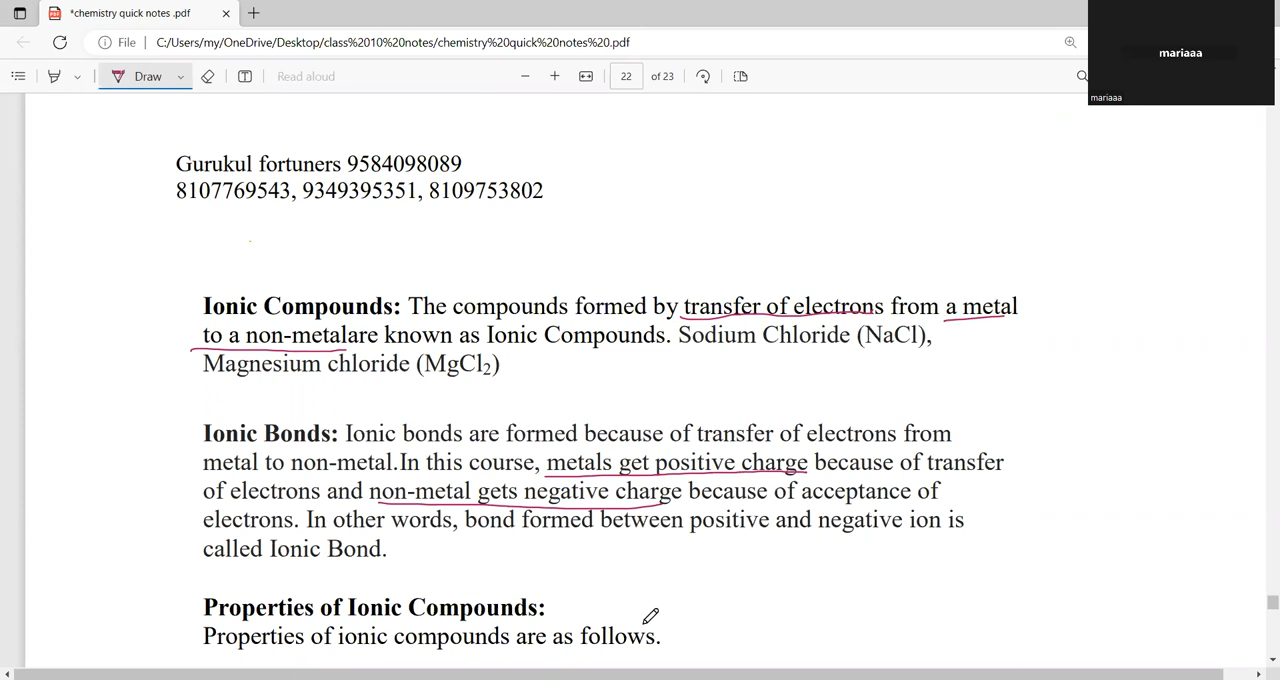 *chemistry quick notes .pdf
File
C:/Users/my/OneDrive/Desktop/class%2010%20notes/chemistry%20quick%20notes%20.pdf
Draw
Read aloud
22
of 23
mariaaa
mariaaa
Gurukul fortuners 9584098089
8107769543, 9349395351, 8109753802
Ionic Compounds: The compounds formed by transfer of electrons from a metal
to a non-metalare known as Ionic Compounds. Sodium Chloride (NaCl),
Magnesium chloride (MgCl₂)
Ionic Bonds: Ionic bonds are formed because of transfer of electrons from
metal to non-metal.In this course, metals get positive charge because of transfer
of electrons and non-metal gets negative charge because of acceptance of
electrons. In other words, bond formed between positive and negative ion is
called Ionic Bond.
Properties of Ionic Compounds:
Properties of ionic compounds are as follows.